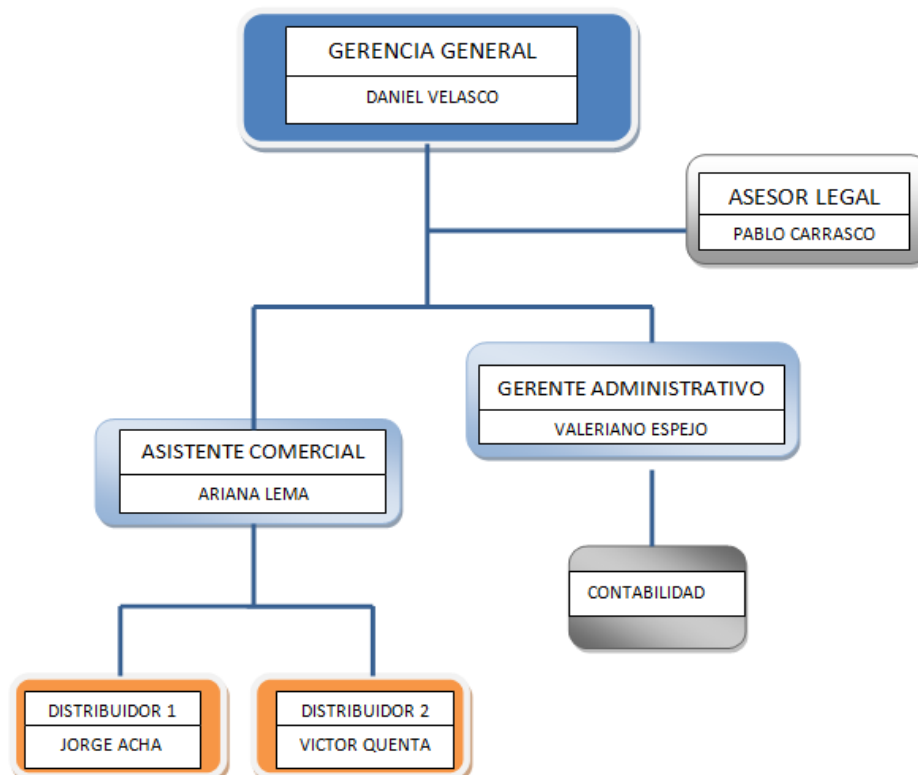 GERENCIA GENERAL
DANIEL VELASCO
ASESOR LEGAL
PABLO CARRASCO
GERENTE ADMINISTRATIVO
VALERIANO ESPEJO
ASISTENTE COMERCIAL
ARIANA LEMA
CONTABILIDAD
DISTRIBUIDOR 1
JORGE ACHA
DISTRIBUIDOR 2
VICTOR QUENTA